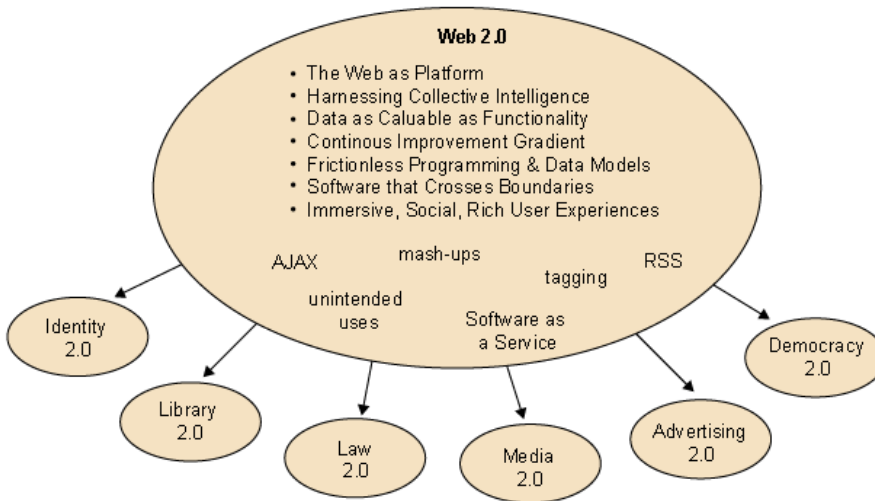 Web 2.0
• The Web as Platform
• Harnessing Collective Intelligence
• Data as Caluable as Functionality
• Continous Improvement Gradient
• Frictionless Programming & Data Models
• Software that Crosses Boundaries
• Immersive, Social, Rich User Experiences
AJAX
mash-ups
tagging
RSS
unintended
uses
Software as
a Service
Identity
2.0
Library
2.0
Law
2.0
Media
2.0
Advertising
2.0
Democracy
2.0